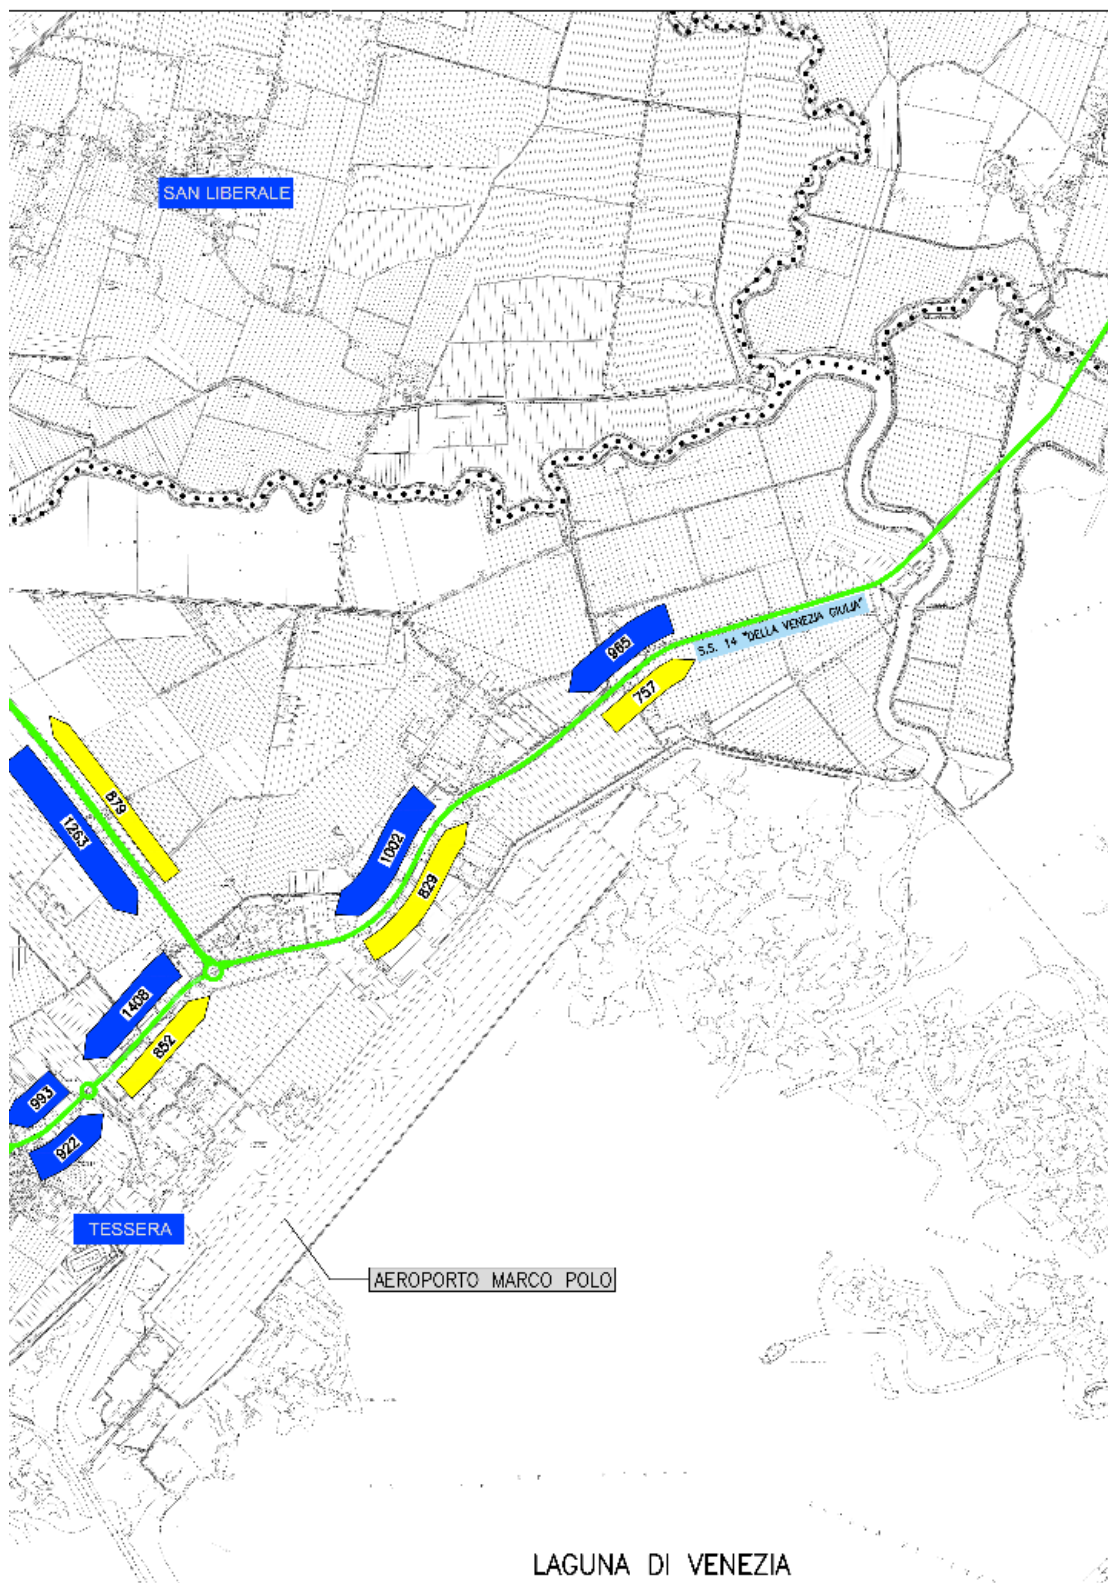 SAN LIBERALE
S.S. 14 "DELLA VENEZIA GIULIA"
965
757
879
1263
1002
829
1408
852
993
922
TESSERA
AEROPORTO MARCO POLO
LAGUNA DI VENEZIA